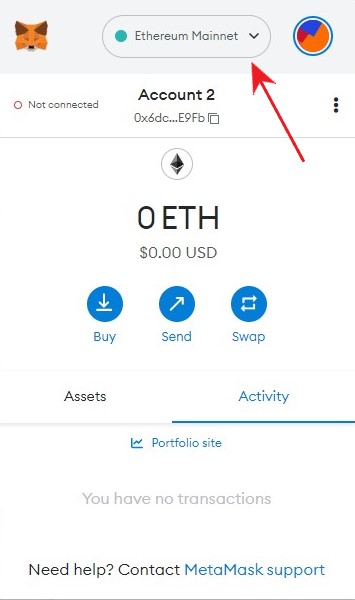 Ethereum Mainnet
Not connected
Account 2
0x6dc...E9Fb
0 ETH
$0.00 USD
Buy
Send
Swap
Assets
Activity
Portfolio site
You have no transactions
Need help? Contact MetaMask support